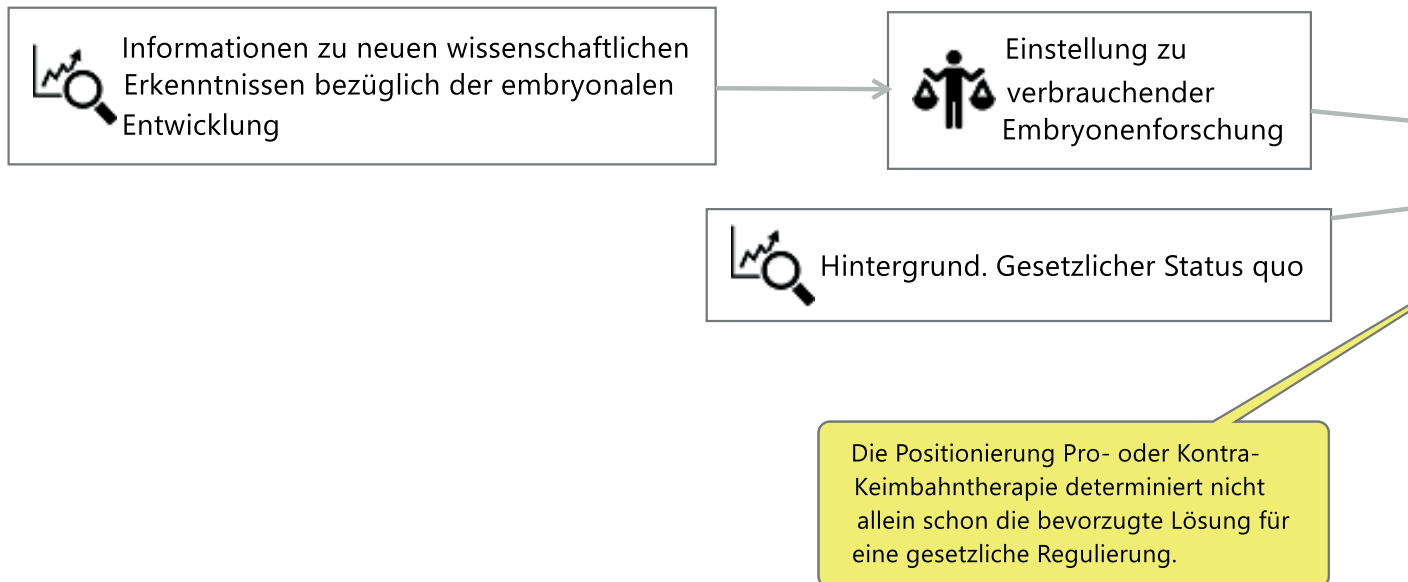 Informationen zu neuen wissenschaftlichen
Erkenntnissen bezüglich der embryonalen
Entwicklung
Einstellung zu
verbrauchender
Embryonenforschung
Hintergrund. Gesetzlicher Status quo
Die Positionierung Pro- oder Kontra-
Keimbahntherapie determiniert nicht
allein schon die bevorzugte Lösung für
eine gesetzliche Regulierung.